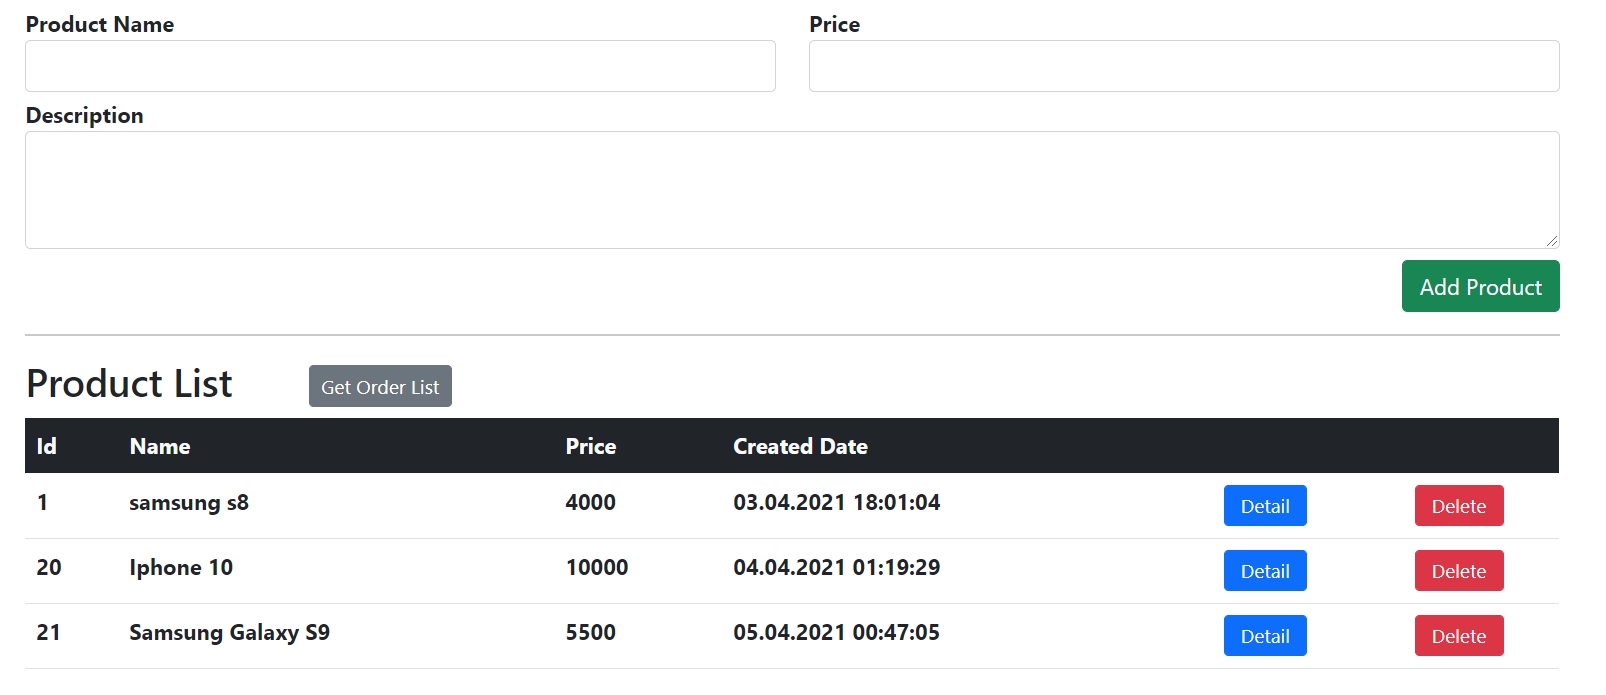 Product Name Price
Description
Add Product
Product List Get Order List
Id Name Price Created Date
1 samsung s8 4000 03.04.2021 18:01:04 Detail Delete
20 Iphone 10 10000 04.04.2021 01:19:29 Detail Delete
21 Samsung Galaxy S9 5500 05.04.2021 00:47:05 Detail Delete